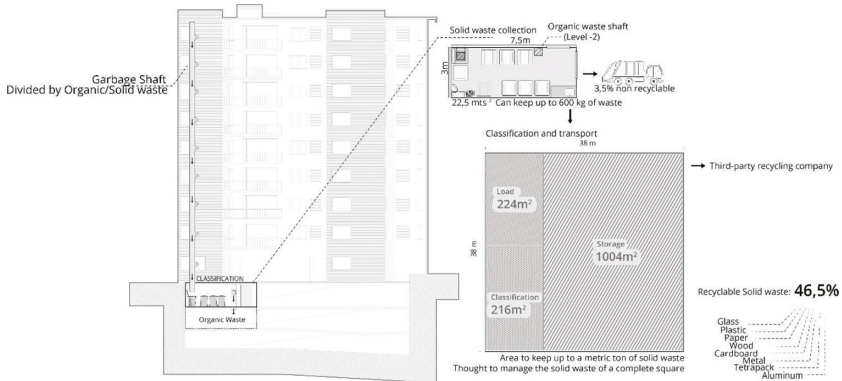 Garbage Shaft
Divided by Organic/Solid waste
CLASSIFICATION
Organic Waste
Solid waste collection
7,5m
Organic waste shaft
(Level -2)
3m
3,5% non recyclable
22,5 mts² Can keep up to 600 kg of waste
Classification and transport
38 m
Third-party recycling company
Load
224m²
38 m
Storage
1004m²
Classification
216m²
Recyclable Solid waste: 46,5%
Glass
Plastic
Paper
Wood
Cardboard
Metal
Tetrapack
Aluminum
Area to keep up to a metric ton of solid waste
Thought to manage the solid waste of a complete square